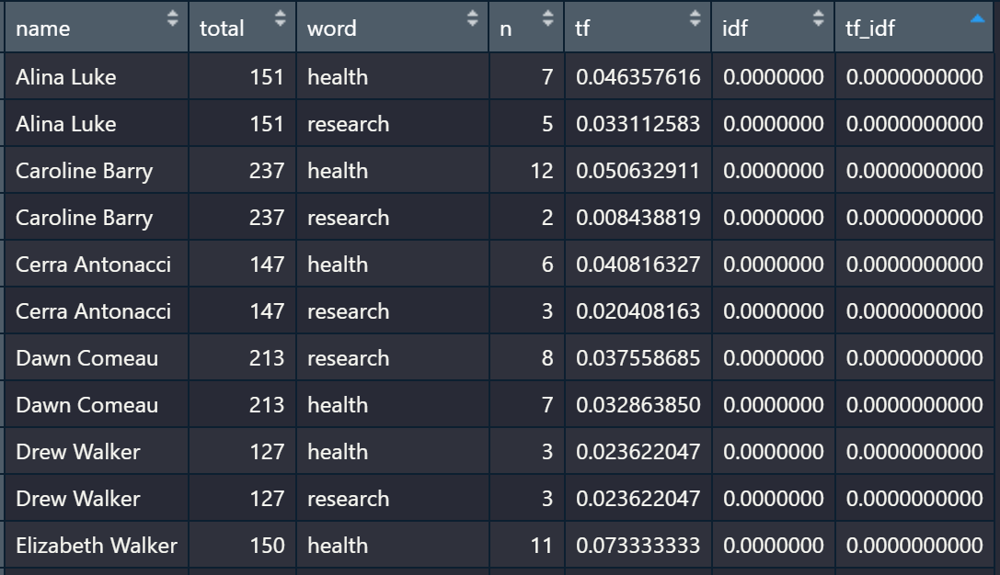 name total word n tf idf tf_idf
Alina Luke 151 health 7 0.046357616 0.0000000 0.0000000000
Alina Luke 151 research 5 0.033112583 0.0000000 0.0000000000
Caroline Barry 237 health 12 0.050632911 0.0000000 0.0000000000
Caroline Barry 237 research 2 0.008438819 0.0000000 0.0000000000
Cerra Antonacci 147 health 6 0.040816327 0.0000000 0.0000000000
Cerra Antonacci 147 research 3 0.020408163 0.0000000 0.0000000000
Dawn Comeau 213 research 8 0.037558685 0.0000000 0.0000000000
Dawn Comeau 213 health 7 0.032863850 0.0000000 0.0000000000
Drew Walker 127 health 3 0.023622047 0.0000000 0.0000000000
Drew Walker 127 research 3 0.023622047 0.0000000 0.0000000000
Elizabeth Walker 150 health 11 0.073333333 0.0000000 0.0000000000